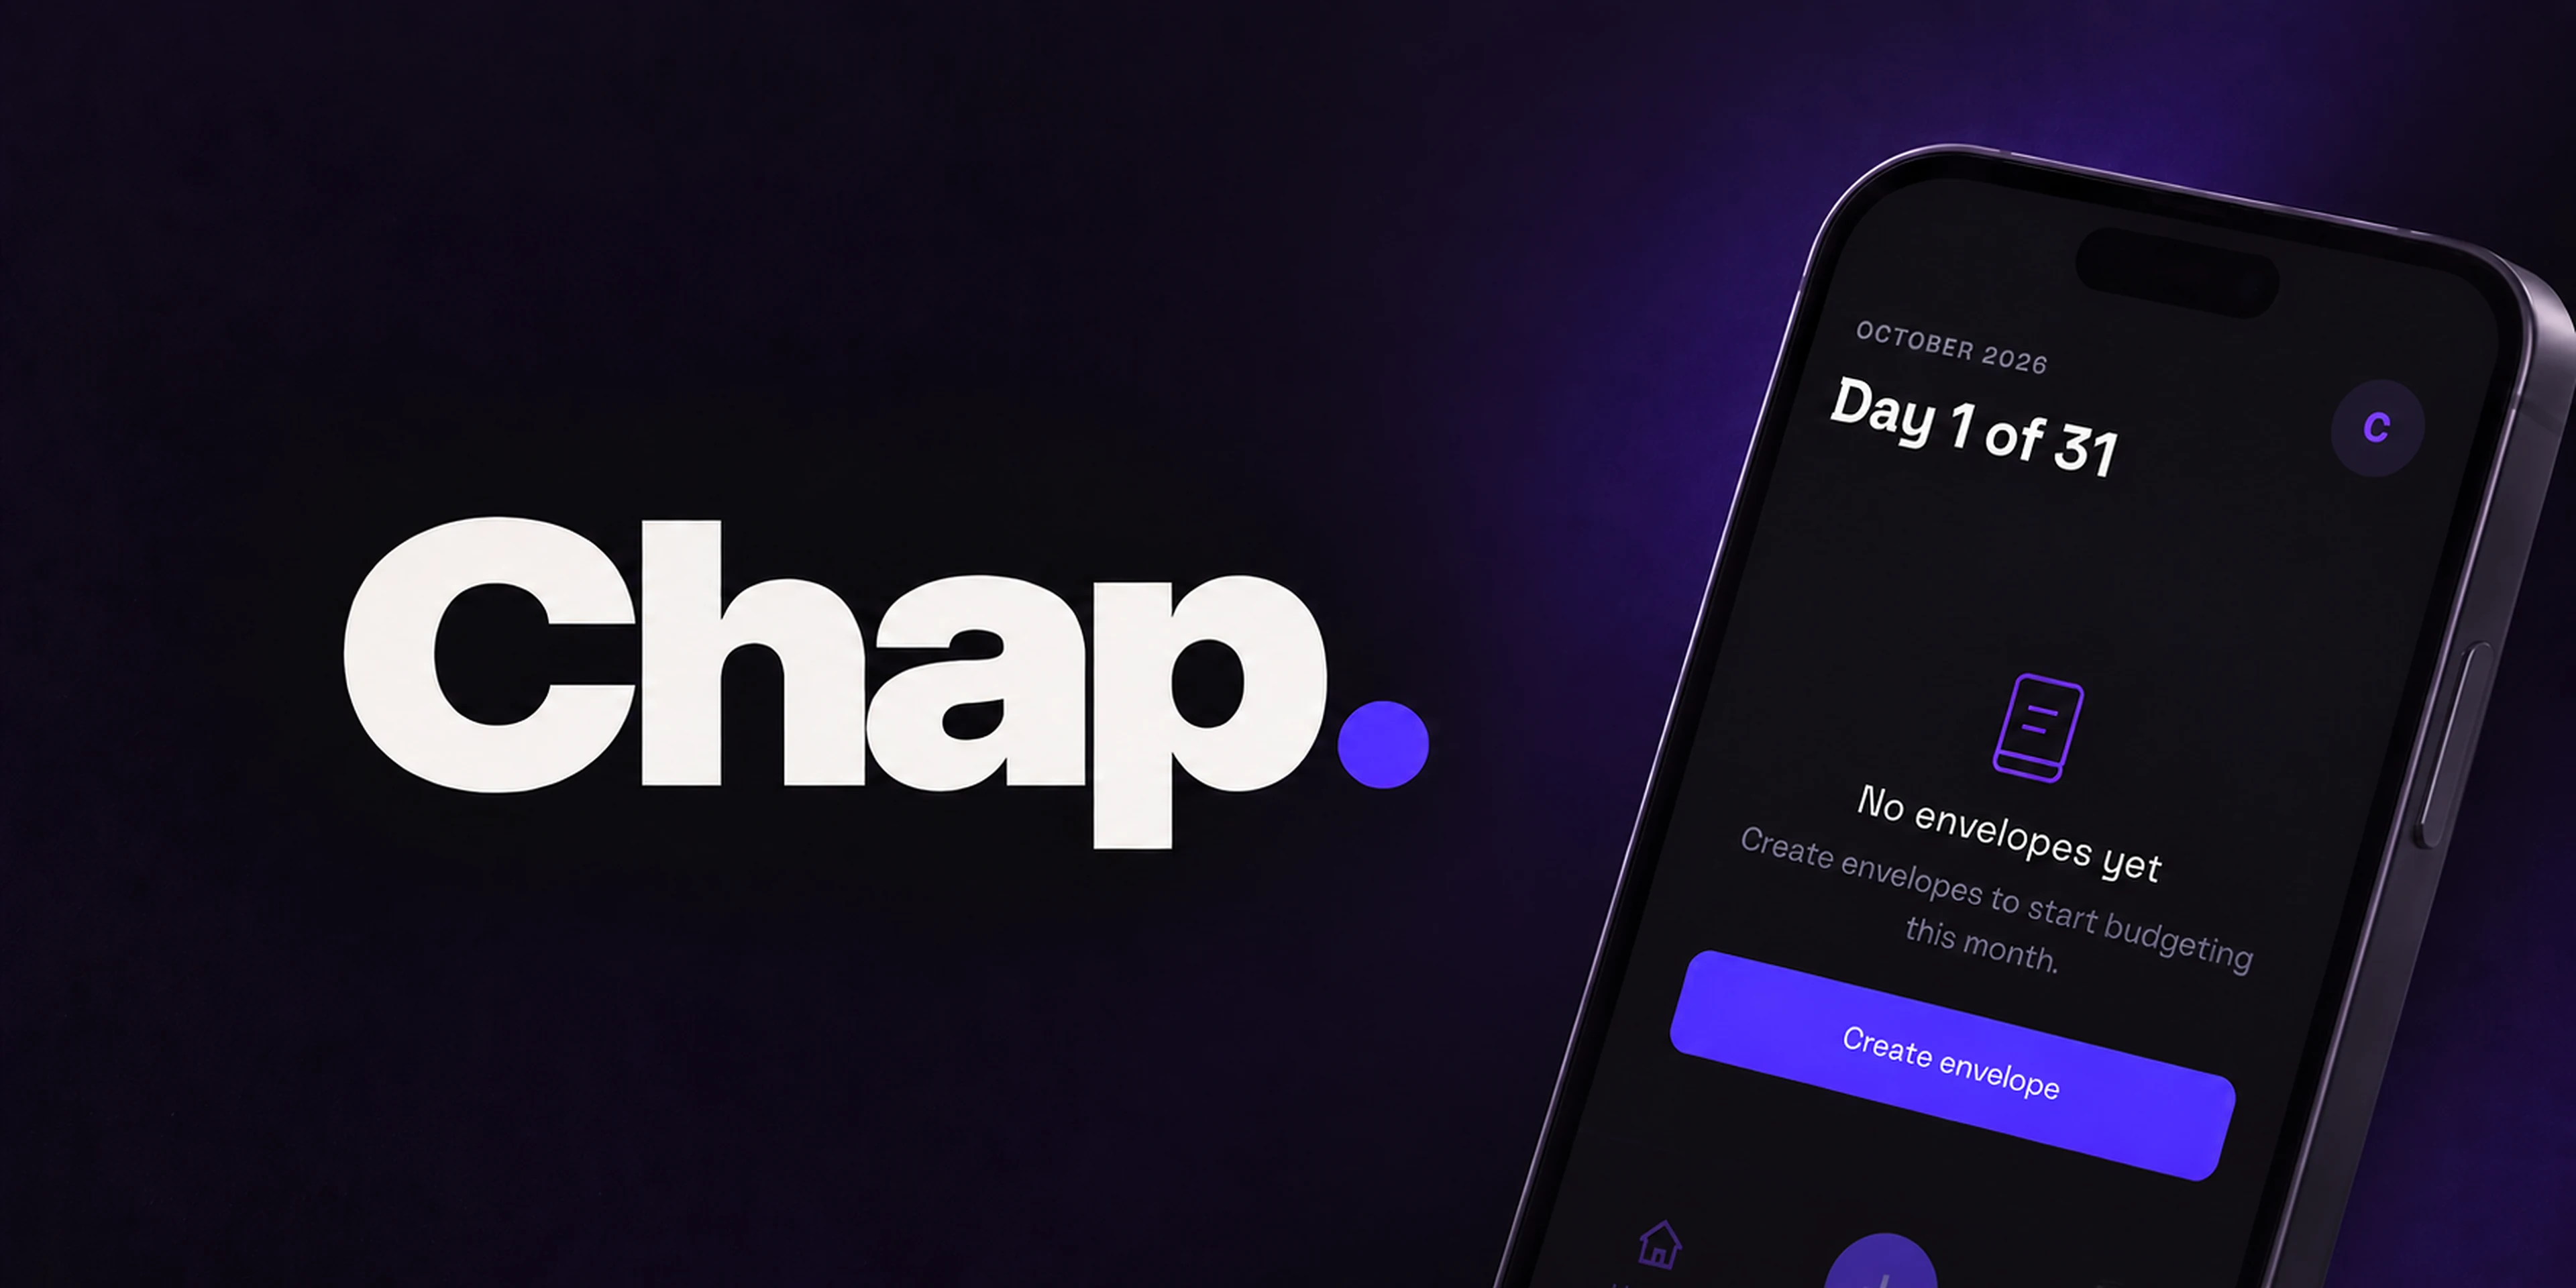 Chap.
OCTOBER 2026
Day 1 of 31
C
No envelopes yet
Create envelopes to start budgeting
this month.
Create envelope